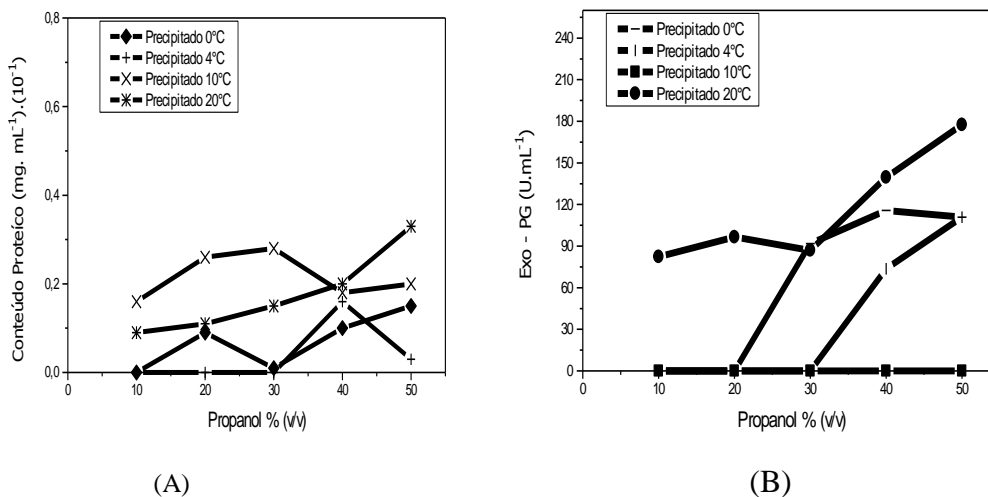 Precipitado 0°C
Precipitado 4°C
Precipitado 10°C
Precipitado 20°C
Conteúdo Proteíco (mg. mL⁻¹).(10⁻¹)
0,8
0,6
0,4
0,2
0,0
0 10 20 30 40 50
Propanol % (v/v)
(A)
Precipitado 0°C
Precipitado 4°C
Precipitado 10°C
Precipitado 20°C
Exo - PG (U.mL⁻¹)
240
210
180
150
120
90
60
30
0
0 10 20 30 40 50
Propanol % (v/v)
(B)